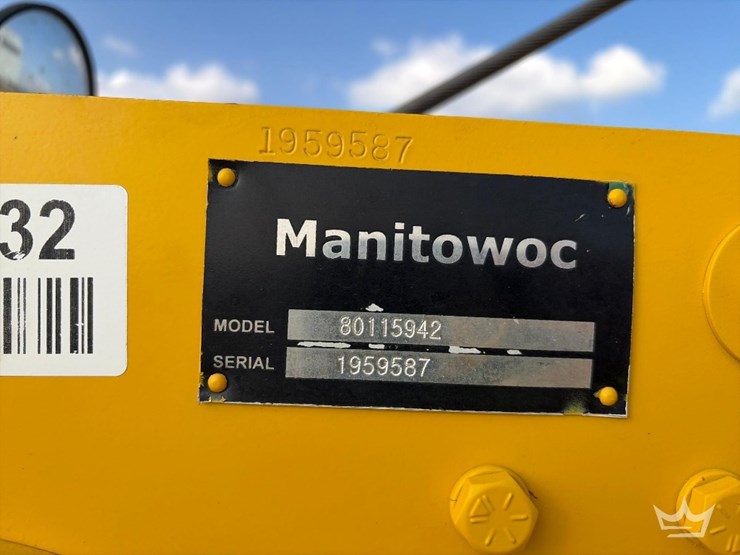 1959587
32
Manitowoc
MODEL 80115942
SERIAL 1959587